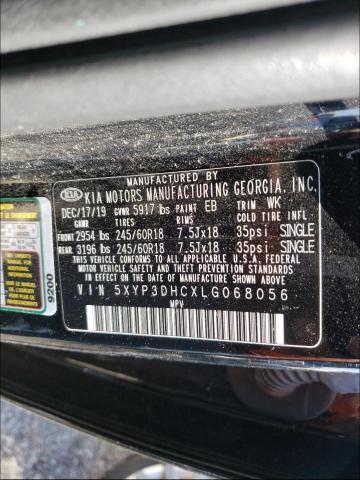 MANUFACTURED BY
KIA KIA MOTORS MANUFACTURING GEORGIA. INC.
DEC/17/19 GVWR 5917 lbs PAINT EB TRIM WK
GAWR TIRES RIMS COLD TIRE INFL
FRONT 2954 lbs 245/60R18 7.5Jx18 35psi SINGLE
REAR 3196 lbs 245/60R18 7.5Jx18 35psi SINGLE
THIS VEHICLE CONFORMS TO ALL APPLICABLE U.S.A. FEDERAL
MOTOR VEHICLE SAFETY, BUMPER, AND THEFT PREVENTION
STANDARDS IN EFFECT ON THE DATE OF MANUFACTURE SHOWN ABOVE.
VIN 5XYP3DHCXLG068056
MPV
9200